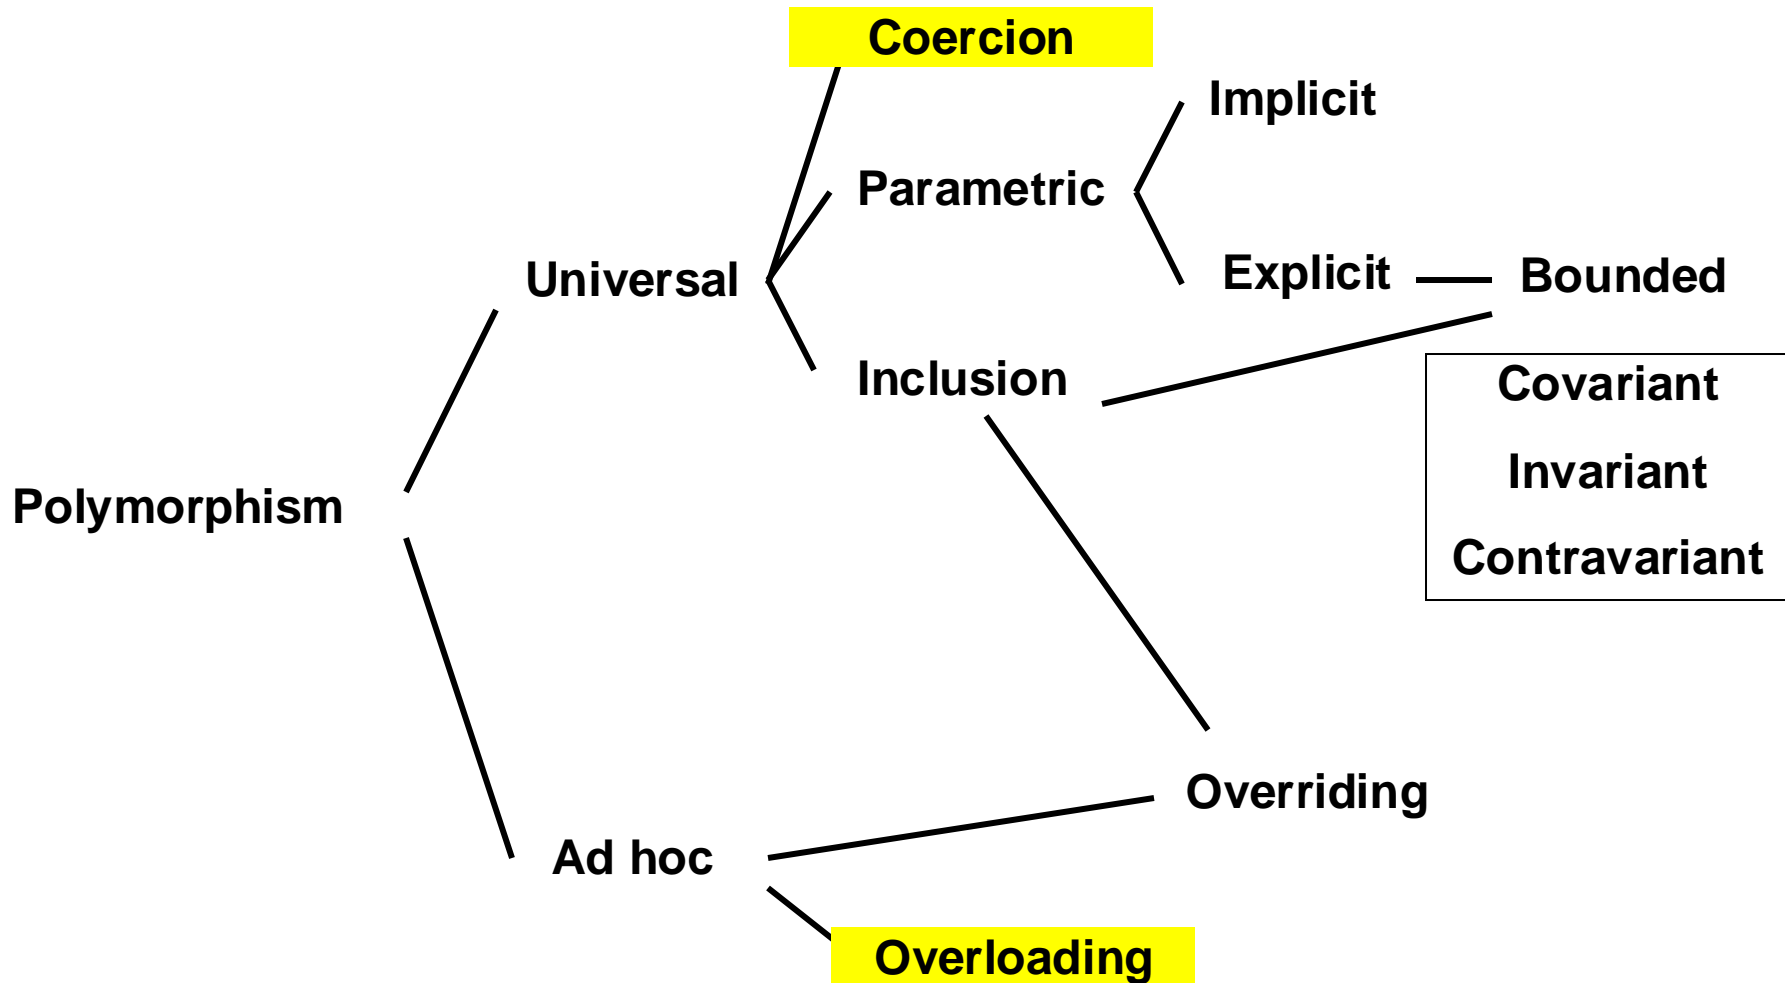 Coercion
Implicit
Parametric
Universal
Explicit
Bounded
Inclusion
Covariant
Invariant
Contravariant
Polymorphism
Overriding
Ad hoc
Overloading